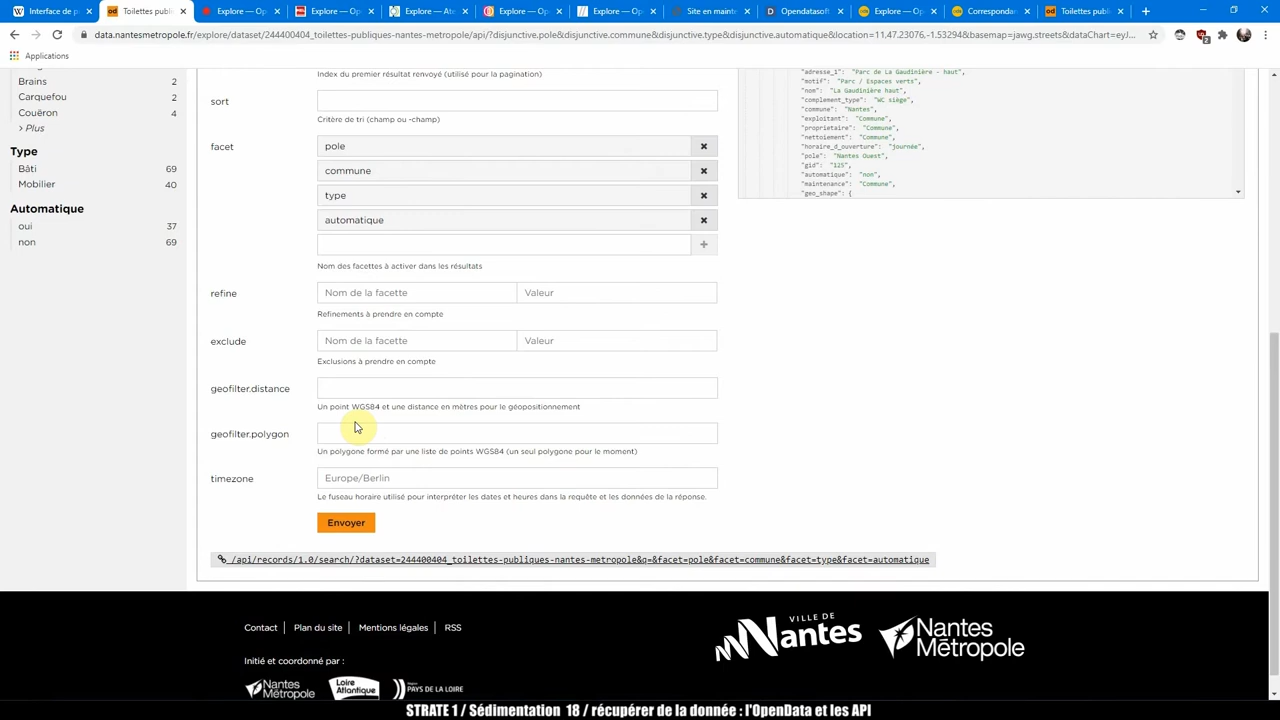 Interface de p
Toilettes publ
Explore — Op
Explore — Op
Explore — Ate
Explore — Op
Explore — Op
Site en mainte
Opendatasoft
Explore — Op
Correspondan
Toilettes publ
data.nantesmetropole.fr/explore/dataset/244400404_toilettes-publiques-nantes-metropole/api/?disjunctive.pole&disjunctive.commune&disjunctive.type&disjunctive.automatique&location=11,47.23076,-1.53294&basemap=jawg.streets&dataChart=eyJ...
Applications
Brains 2
Carquefou 2
Couëron 4
> Plus
Type
Bâti 69
Mobilier 40
Automatique
oui 37
non 69
Index du premier résultat renvoyé (utilisé pour la pagination)
sort
Critère de tri (champ ou -champ)
facet
pole
commune
type
automatique
Nom des facettes à activer dans les résultats
refine
Nom de la facette
Valeur
Refinements à prendre en compte
exclude
Nom de la facette
Valeur
Exclusions à prendre en compte
geofilter.distance
Un point WGS84 et une distance en mètres pour le géopositionnement
geofilter.polygon
Un polygone formé par une liste de points WGS84 (un seul polygone pour le moment)
timezone
Europe/Berlin
Le fuseau horaire utilisé pour interpréter les dates et heures dans la requête et les données de la réponse.
Envoyer
/api/records/1.0/search/?dataset=244400404_toilettes-publiques-nantes-metropole&q=&facet=pole&facet=commune&facet=type&facet=automatique
"adresse_1": "Parc de La Gaudinière - haut",
"motif": "Parc / Espaces verts",
"nom": "La Gaudinière haut",
"complement_type": "WC siège",
"commune": "Nantes",
"exploitant": "Commune",
"proprietaire": "Commune",
"nettoiement": "Commune",
"horaire_d_ouverture": "journée",
"pole": "Nantes Ouest",
"gid": "125",
"automatique": "non",
"maintenance": "Commune",
"geo_shape": {
Contact
Plan du site
Mentions légales
RSS
Initié et coordonné par :
Nantes Métropole
Loire Atlantique
Région PAYS DE LA LOIRE
VILLE DE
Nantes
Nantes
Métropole
STRATE 1 / Sédimentation 18 / récupérer de la donnée : l'OpenData et les API